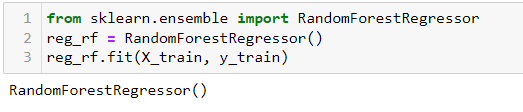 1 from sklearn.ensemble import RandomForestRegressor
2 reg_rf = RandomForestRegressor()
3 reg_rf.fit(X_train, y_train)
RandomForestRegressor()